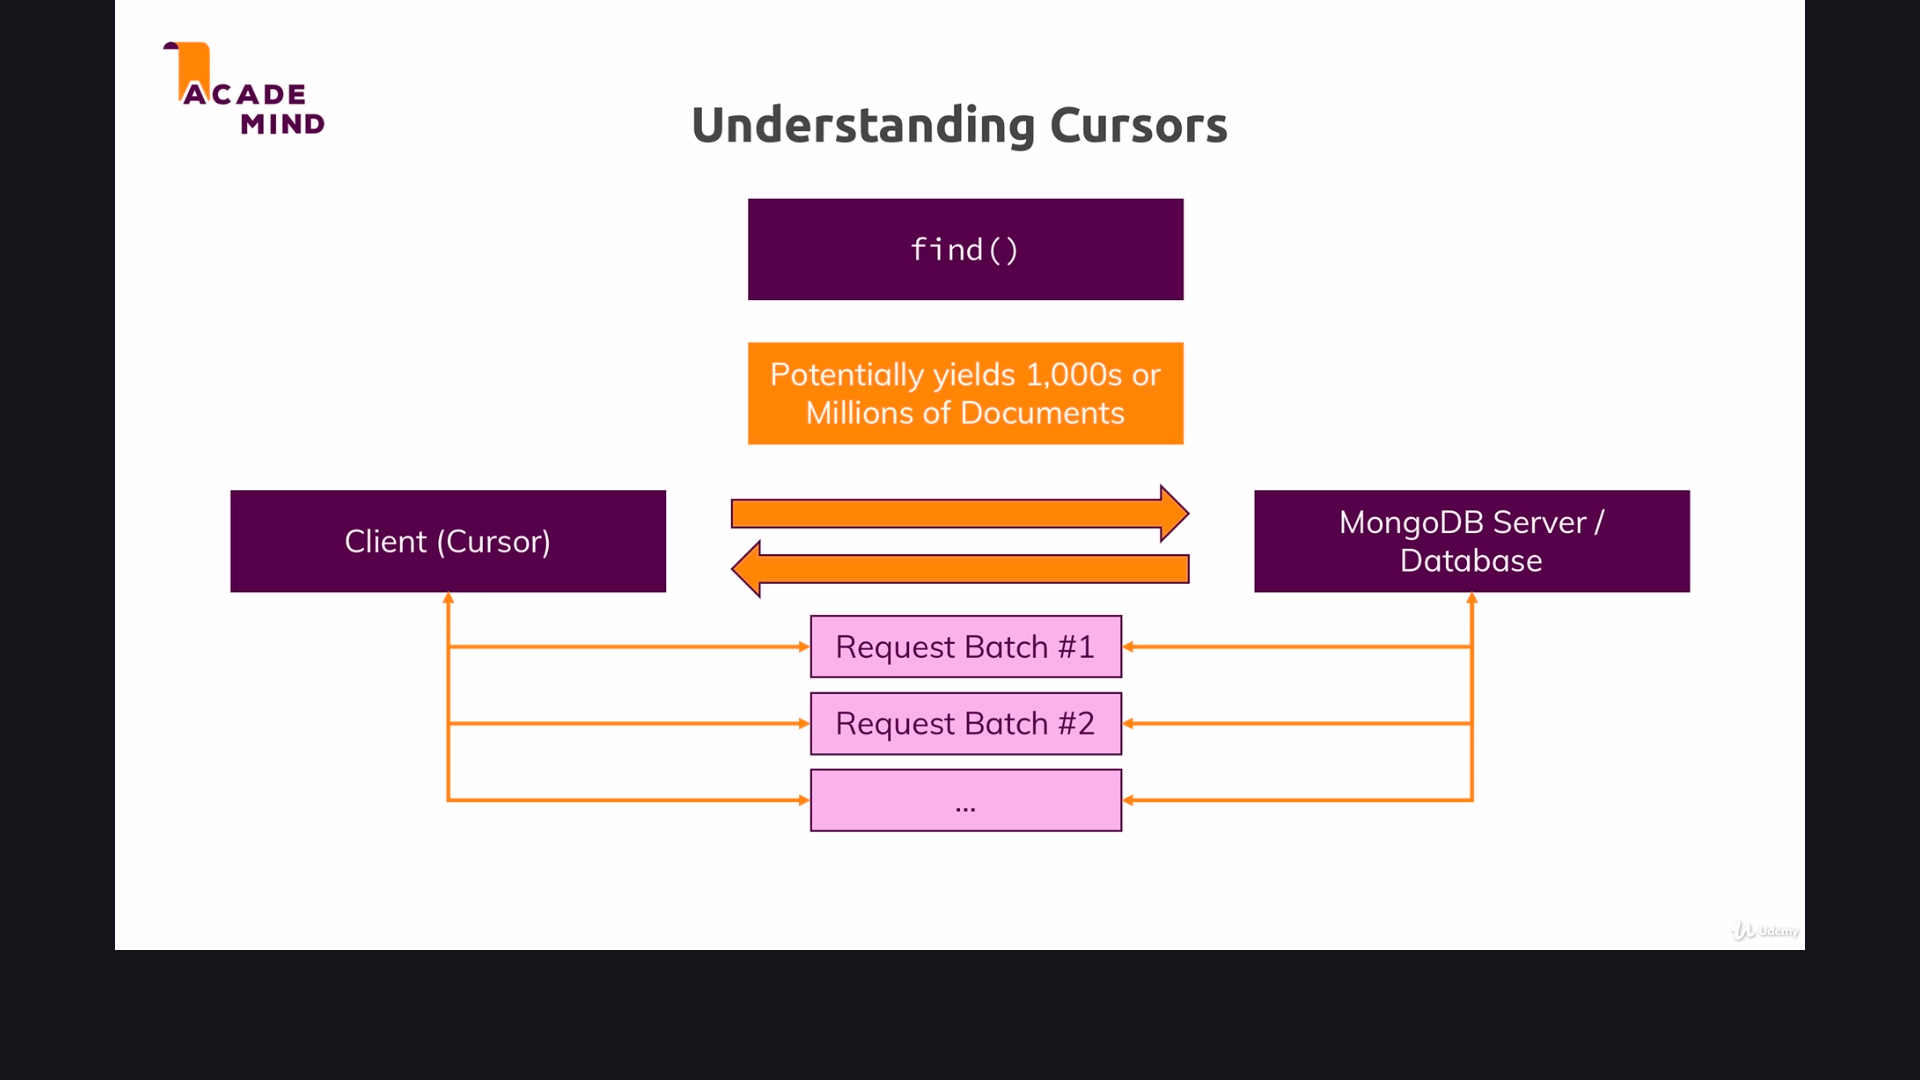 ACADE
MIND
Understanding Cursors
find()
Potentially yields 1,000s or
Millions of Documents
Client (Cursor)
MongoDB Server /
Database
Request Batch #1
Request Batch #2
...
Udemy